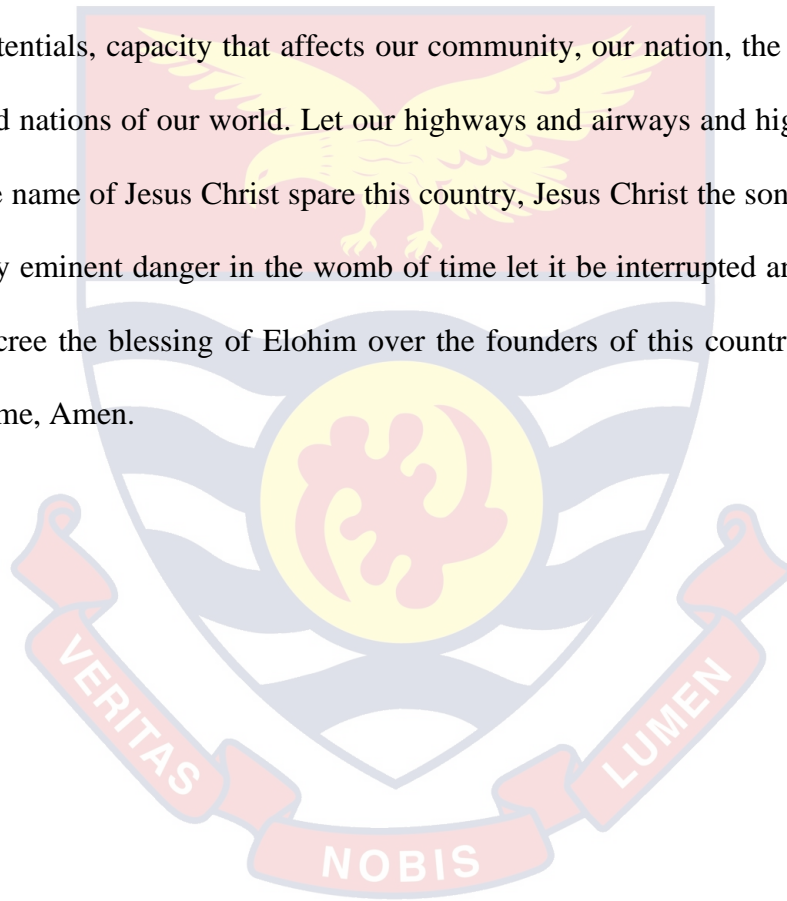 tentials, capacity that affects our community, our nation, the
d nations of our world. Let our highways and airways and hig
e name of Jesus Christ spare this country, Jesus Christ the son
y eminent danger in the womb of time let it be interrupted
cree the blessing of Elohim over the founders of this countr
me, Amen.
VERITAS
NOBIS
LUMEN